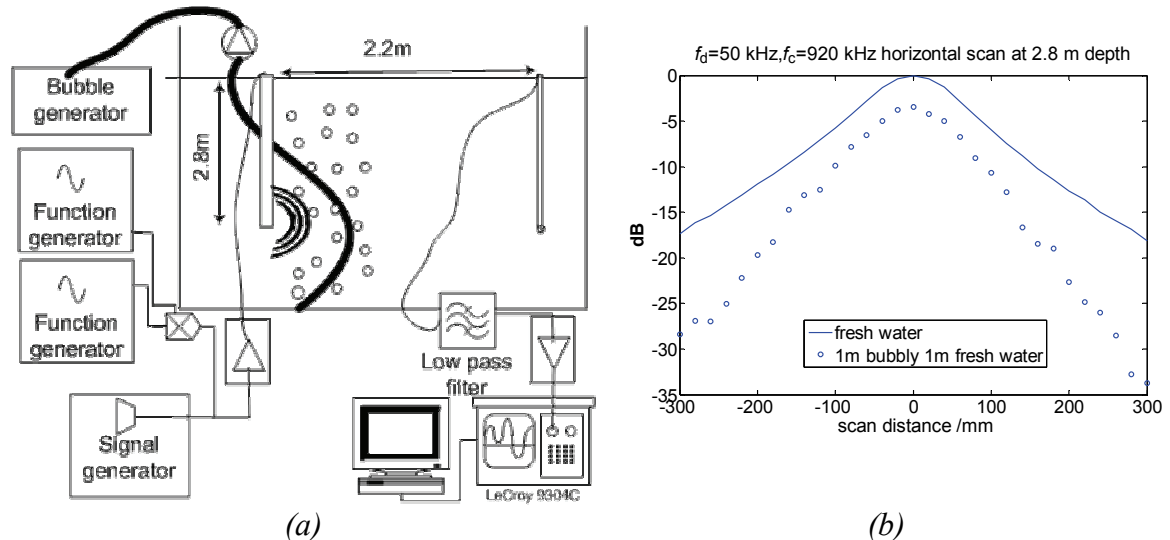 2.2m
Bubble
generator
2.8m
Function
generator
Function
generator
Signal
generator
Low pass
filter
LeCroy 9304C
(a)
f_d=50 kHz,f_c=920 kHz horizontal scan at 2.8 m depth
0
-5
-10
-15
-20
-25
-30
-35
dB
fresh water
1m bubbly 1m fresh water
-300
-200
-100
0
100
200
300
scan distance /mm
(b)